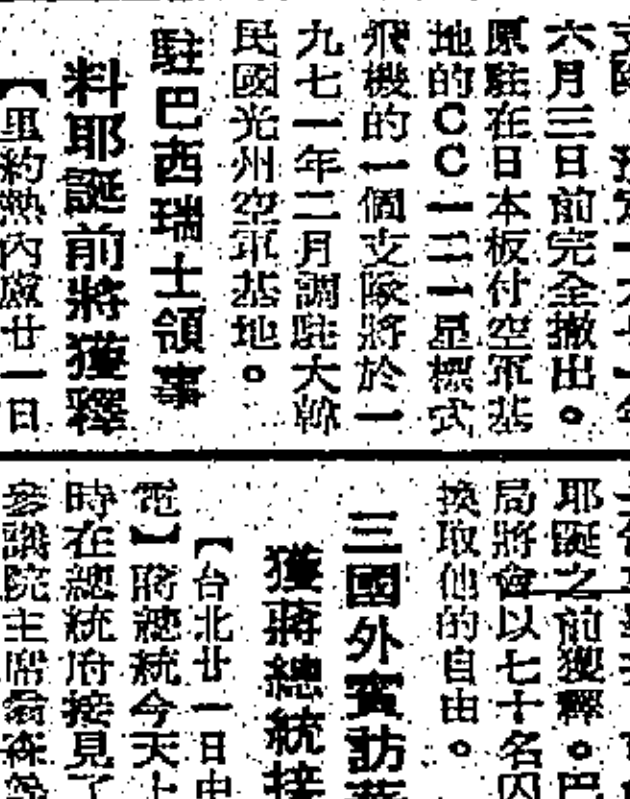 六月三日前完全撤出。
原駐在日本板付空軍基
地的CC一二一星標式
飛機的一個支隊將於一
九七一年二月調駐大韓
民國光州空軍基地。
駐巴西瑞士領事
料耶誕前將獲釋
【里約熱內盧廿一日
耶誕之前獲釋。巴
局將會以七十名囚
換取他的自由。
三國外賓訪華
獲蔣總統接
【台北廿一日中
電】蔣總統今天上
時在總統府接見了
參議院主席